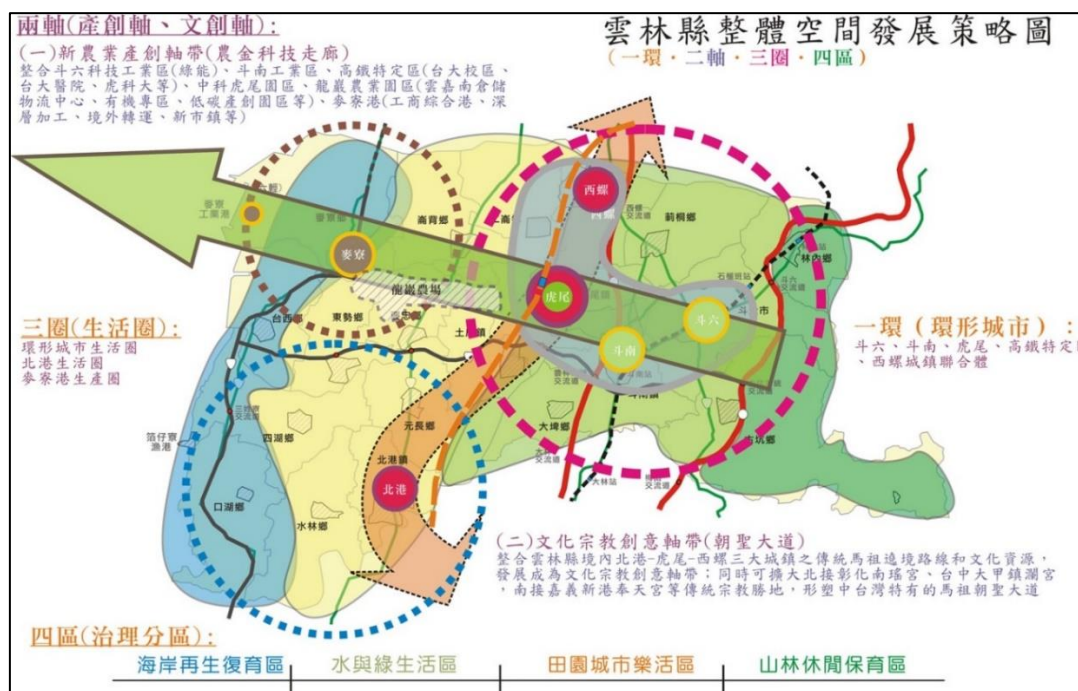 兩軸(產創軸、文創軸):
(一)新農業產創軸帶(農金科技走廊)
整合斗六科技工業區(綠能)、斗南工業區、高鐵特定區(台大校區、
台大醫院、虎科大等)、中科虎尾園區、龍巖農業園區(雲嘉南倉儲
物流中心、有機專區、低碳產創園區等)、麥寮港(工商綜合港、深
層加工、境外轉運、新市鎮等)
雲林縣整體空間發展策略圖
(一環·二軸·三圈·四區)
西螺
莿桐鄉
崙背鄉
麥寮
工業港
麥寮
林內鄉
石榴班站
龍巖農場
虎尾
斗六
斗南
台西鄉
東勢鄉
三圈(生活圈):
環形城市生活圈
北港生活圈
麥寮港生產圈
一環(環形城市):
斗六、斗南、虎尾、高鐵特定
、西螺城鎮聯合體
元長鄉
大埤鄉
古坑鄉
四湖鄉
箔仔寮
漁港
北港鎮
北港
大林站
口湖鄉
水林鄉
(二)文化宗教創意軸帶(朝聖大道)
整合雲林縣境內北港-虎尾-西螺三大城鎮之傳統馬祖遶境路線和文化資源,
發展成為文化宗教創意軸帶;同時可擴大北接彰化南瑤宮、台中大甲鎮瀾宮
,南接嘉義新港奉天宮等傳統宗教勝地,形塑中台灣特有的馬祖朝聖大道
四區(治理分區):
海岸再生復育區
水與綠生活區
田園城市樂活區
山林休閒保育區